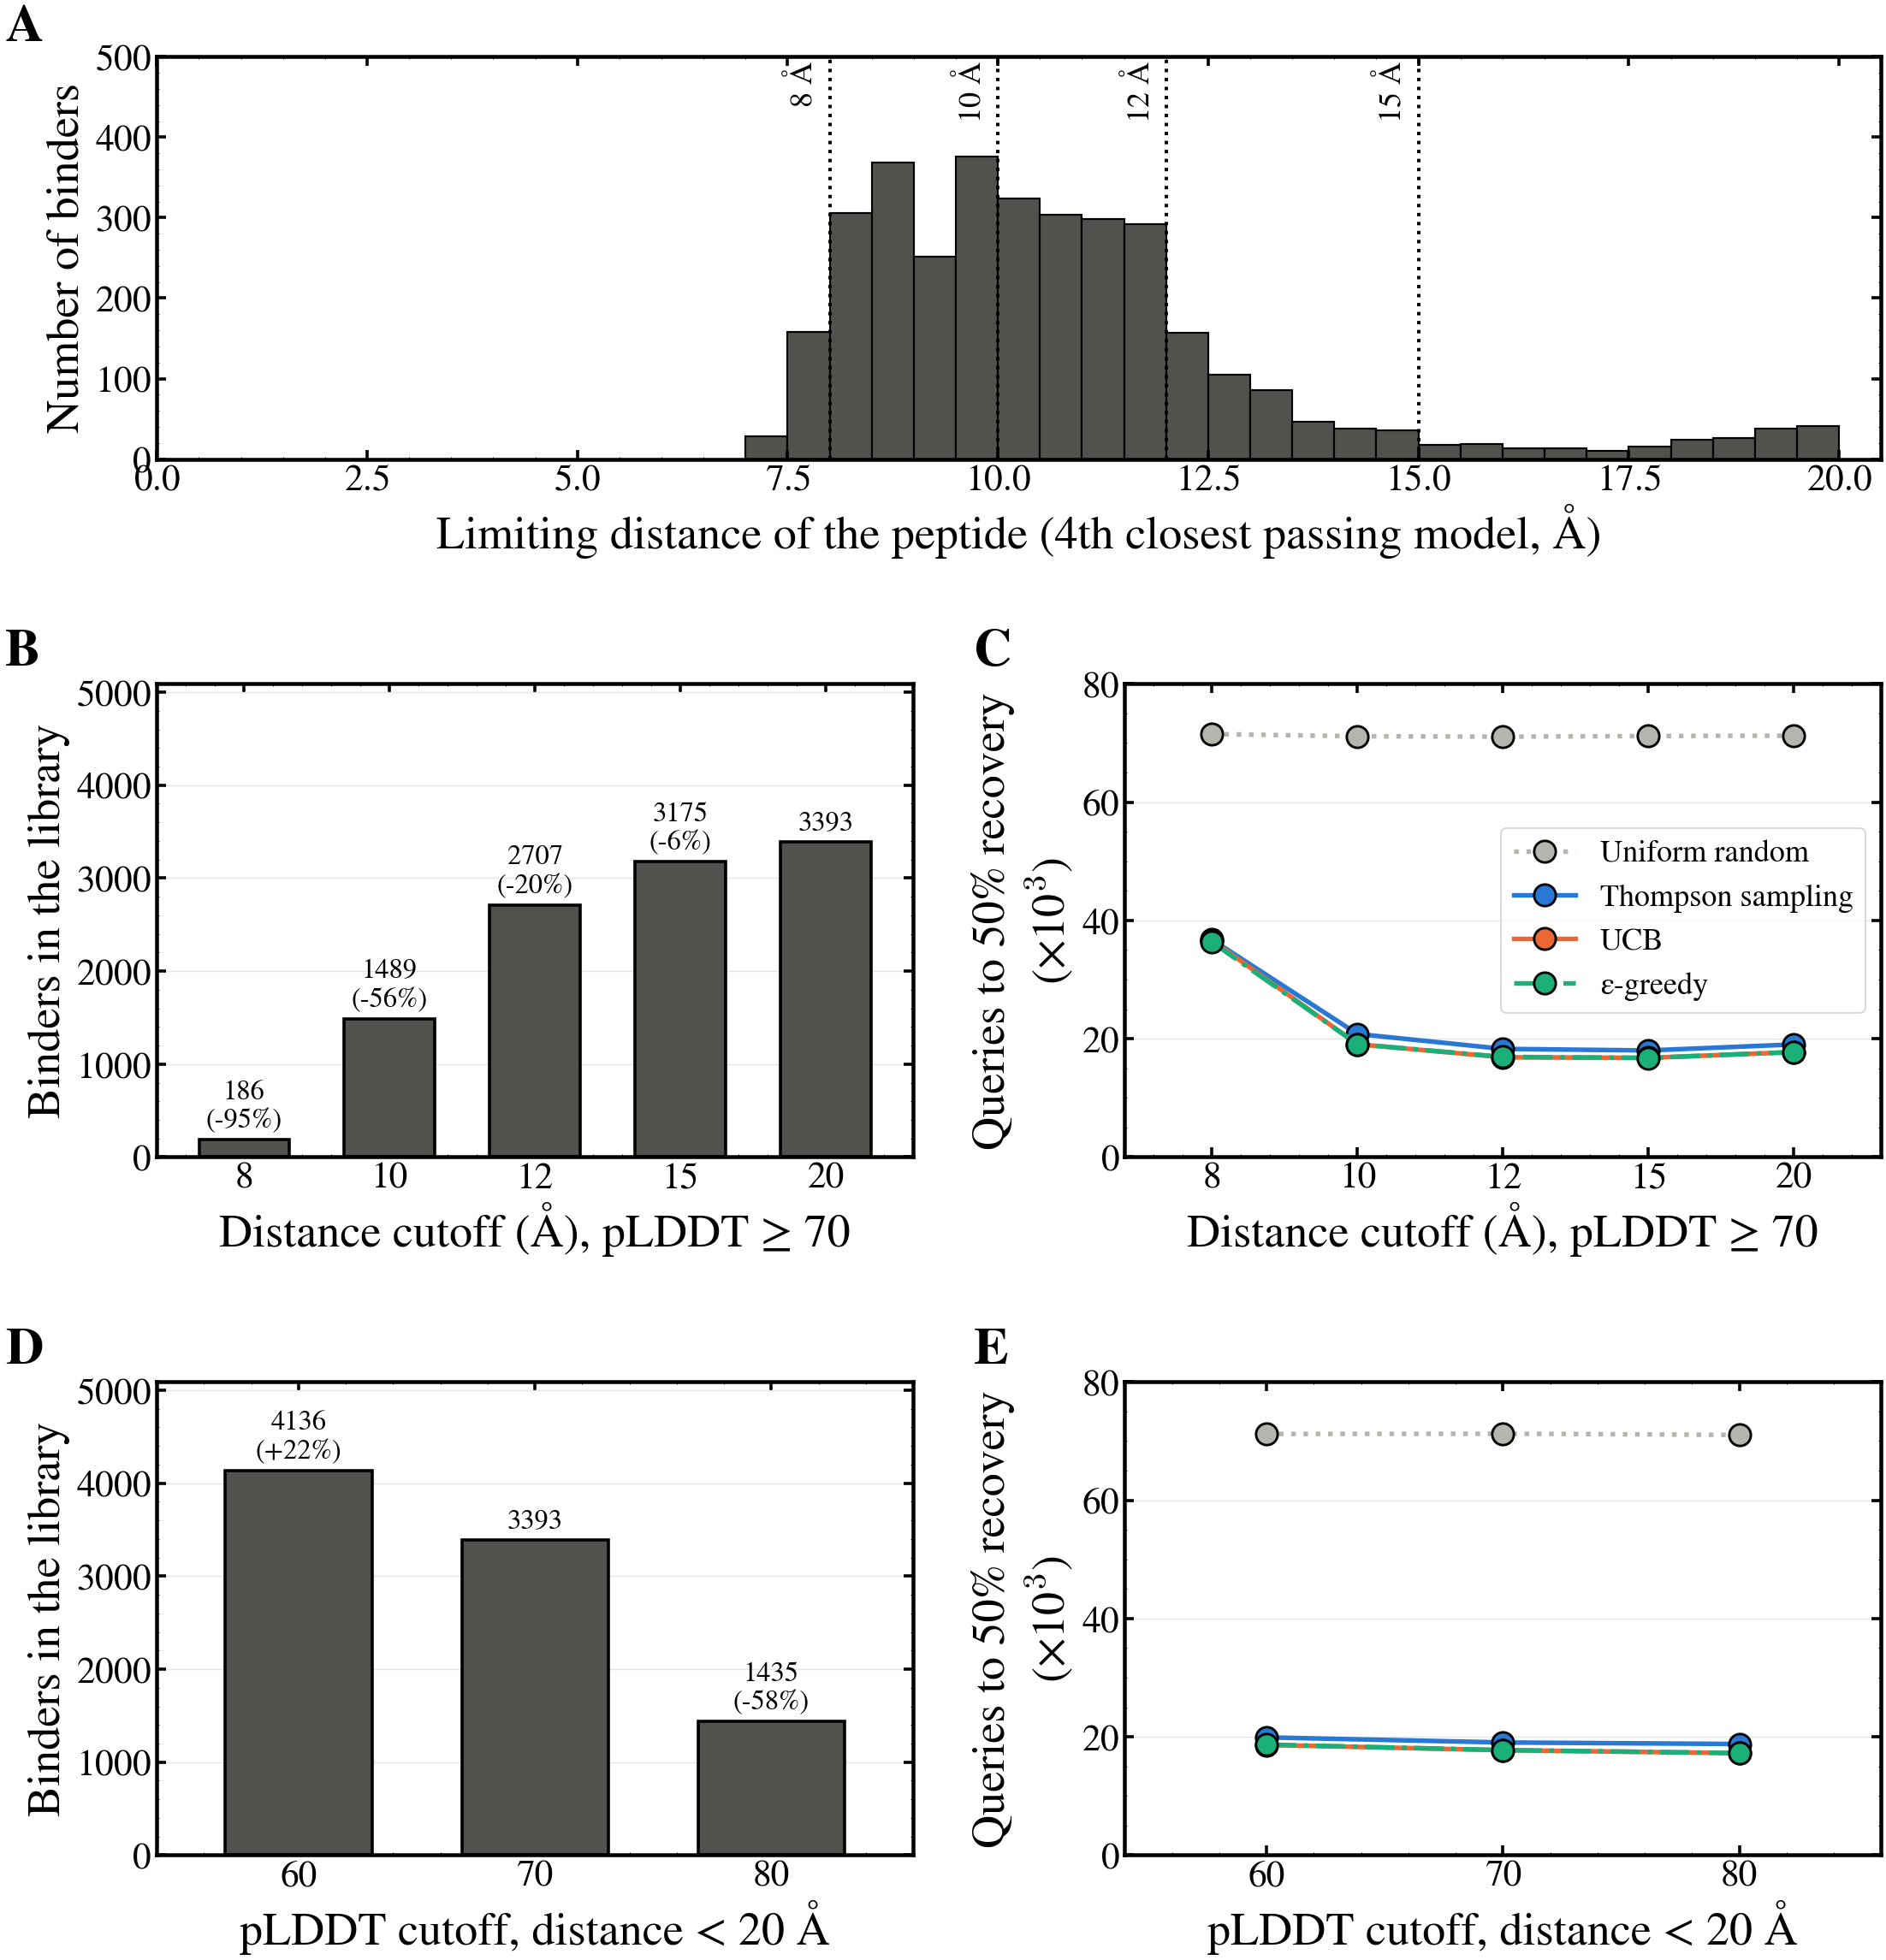 A
Number of binders
500
400
300
200
100
0
8 Å
10 Å
12 Å
15 Å
0.0 2.5 5.0 7.5 10.0 12.5 15.0 17.5 20.0
Limiting distance of the peptide (4th closest passing model, Å)
B
Binders in the library
5000
4000
3000
2000
1000
0
186
(-95%)
1489
(-56%)
2707
(-20%)
3175
(-6%)
3393
8 10 12 15 20
Distance cutoff (Å), pLDDT ≥ 70
C
Queries to 50% recovery
(×10³)
80
60
40
20
0
Uniform random
Thompson sampling
UCB
ε-greedy
8 10 12 15 20
Distance cutoff (Å), pLDDT ≥ 70
D
Binders in the library
5000
4000
3000
2000
1000
0
4136
(+22%)
3393
1435
(-58%)
60 70 80
pLDDT cutoff, distance < 20 Å
E
Queries to 50% recovery
(×10³)
80
60
40
20
0
60 70 80
pLDDT cutoff, distance < 20 Å